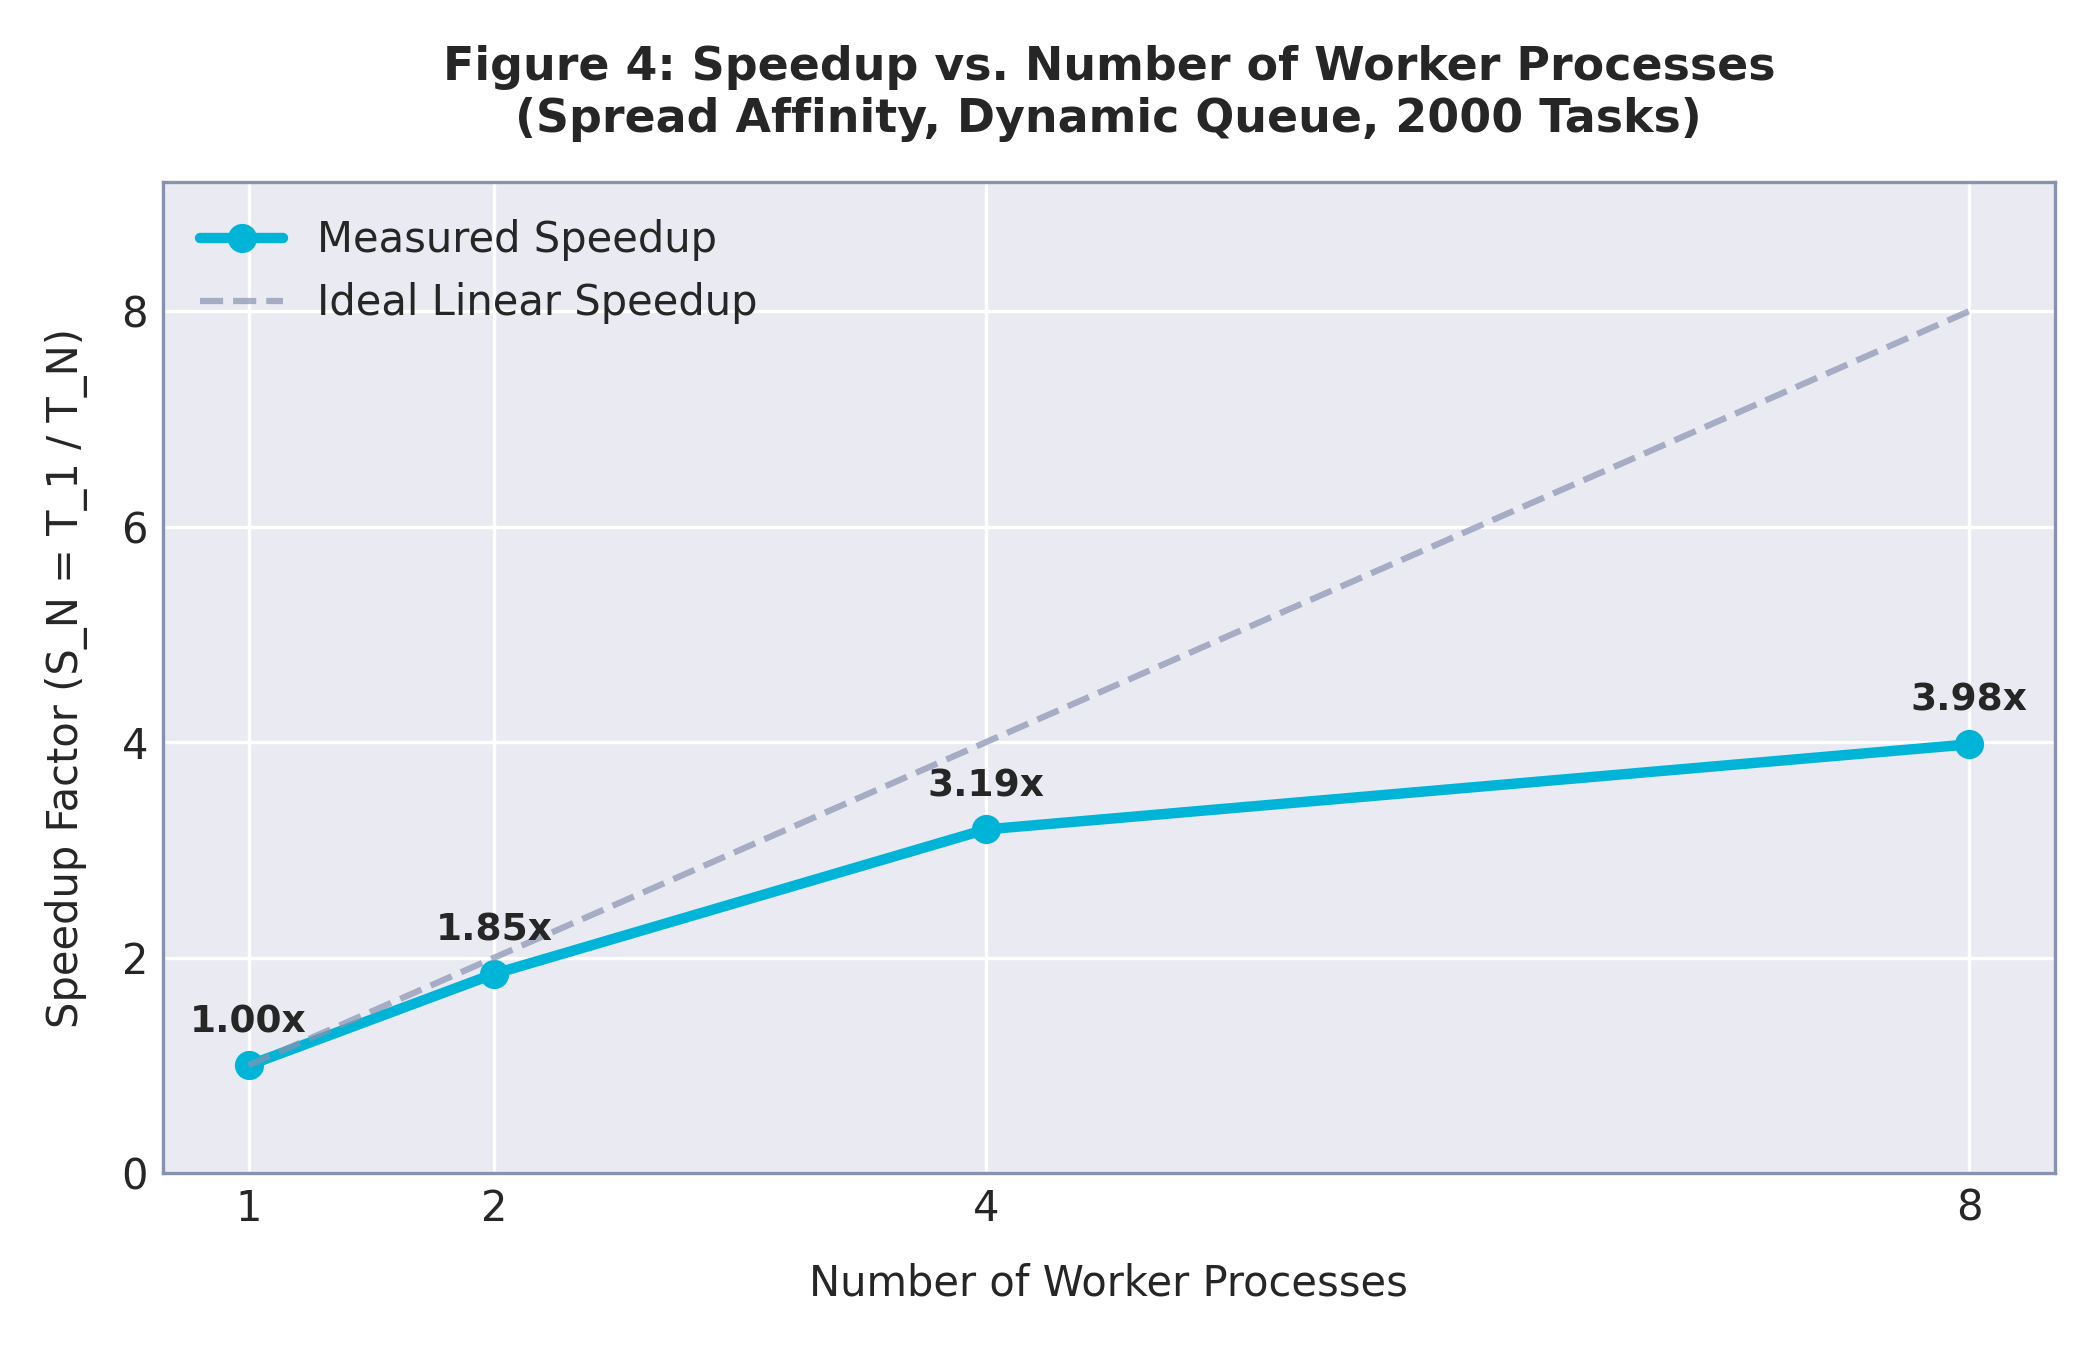 Figure 4: Speedup vs. Number of Worker Processes
(Spread Affinity, Dynamic Queue, 2000 Tasks)
Measured Speedup
Ideal Linear Speedup
Speedup Factor (S_N = T_1 / T_N)
8
6
4
2
0
1.00x
1.85x
3.19x
3.98x
1 2 4 8
Number of Worker Processes